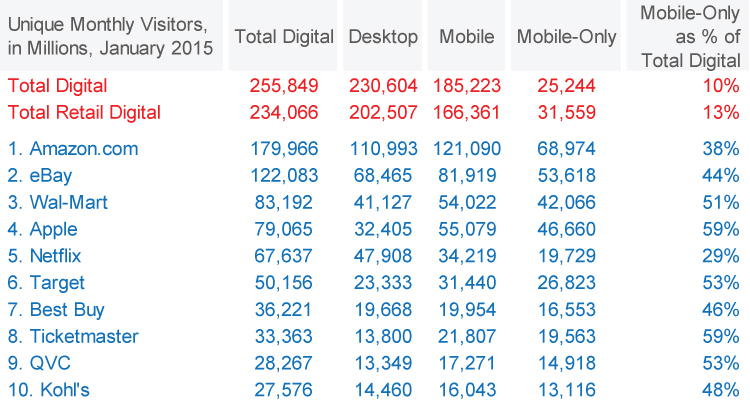 Unique Monthly Visitors, in Millions, January 2015 Total Digital Desktop Mobile Mobile-Only Mobile-Only as % of Total Digital
Total Digital 255,849 230,604 185,223 25,244 10%
Total Retail Digital 234,066 202,507 166,361 31,559 13%
1. Amazon.com 179,966 110,993 121,090 68,974 38%
2. eBay 122,083 68,465 81,919 53,618 44%
3. Wal-Mart 83,192 41,127 54,022 42,066 51%
4. Apple 79,065 32,405 55,079 46,660 59%
5. Netflix 67,637 47,908 34,219 19,729 29%
6. Target 50,156 23,333 31,440 26,823 53%
7. Best Buy 36,221 19,668 19,954 16,553 46%
8. Ticketmaster 33,363 13,800 21,807 19,563 59%
9. QVC 28,267 13,349 17,271 14,918 53%
10. Kohl's 27,576 14,460 16,043 13,116 48%